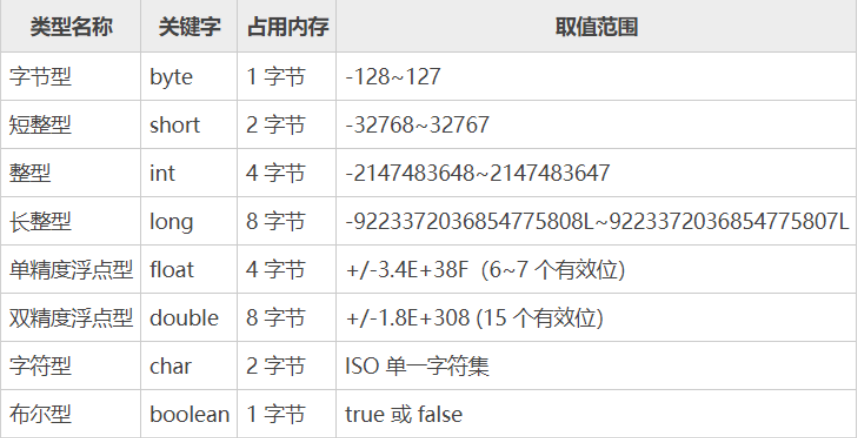 类型名称 关键字 占用内存 取值范围
字节型 byte 1 字节 -128~127
短整型 short 2 字节 -32768~32767
整型 int 4 字节 -2147483648~2147483647
长整型 long 8 字节 -9223372036854775808L~9223372036854775807L
单精度浮点型 float 4 字节 +/-3.4E+38F（6~7 个有效位）
双精度浮点型 double 8 字节 +/-1.8E+308 (15 个有效位)
字符型 char 2 字节 ISO 单一字符集
布尔型 boolean 1 字节 true 或 false